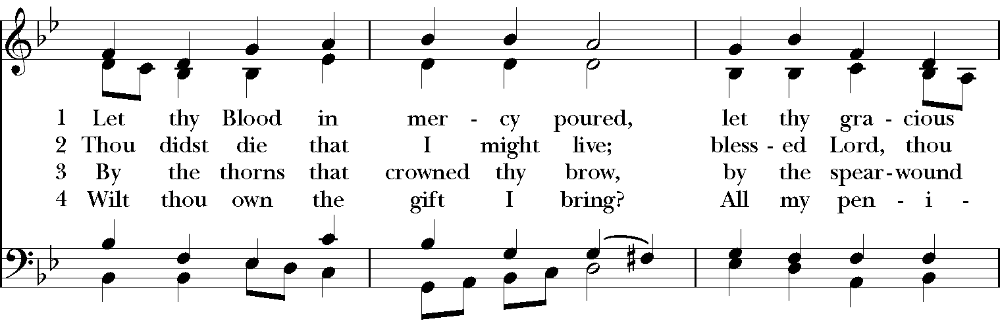 1 Let thy Blood in mer - cy poured, let thy gra - cious
2 Thou didst die that I might live; bless - ed Lord, thou
3 By the thorns that crowned thy brow, by the spear - wound
4 Wilt thou own the gift I bring? All my pen - i -